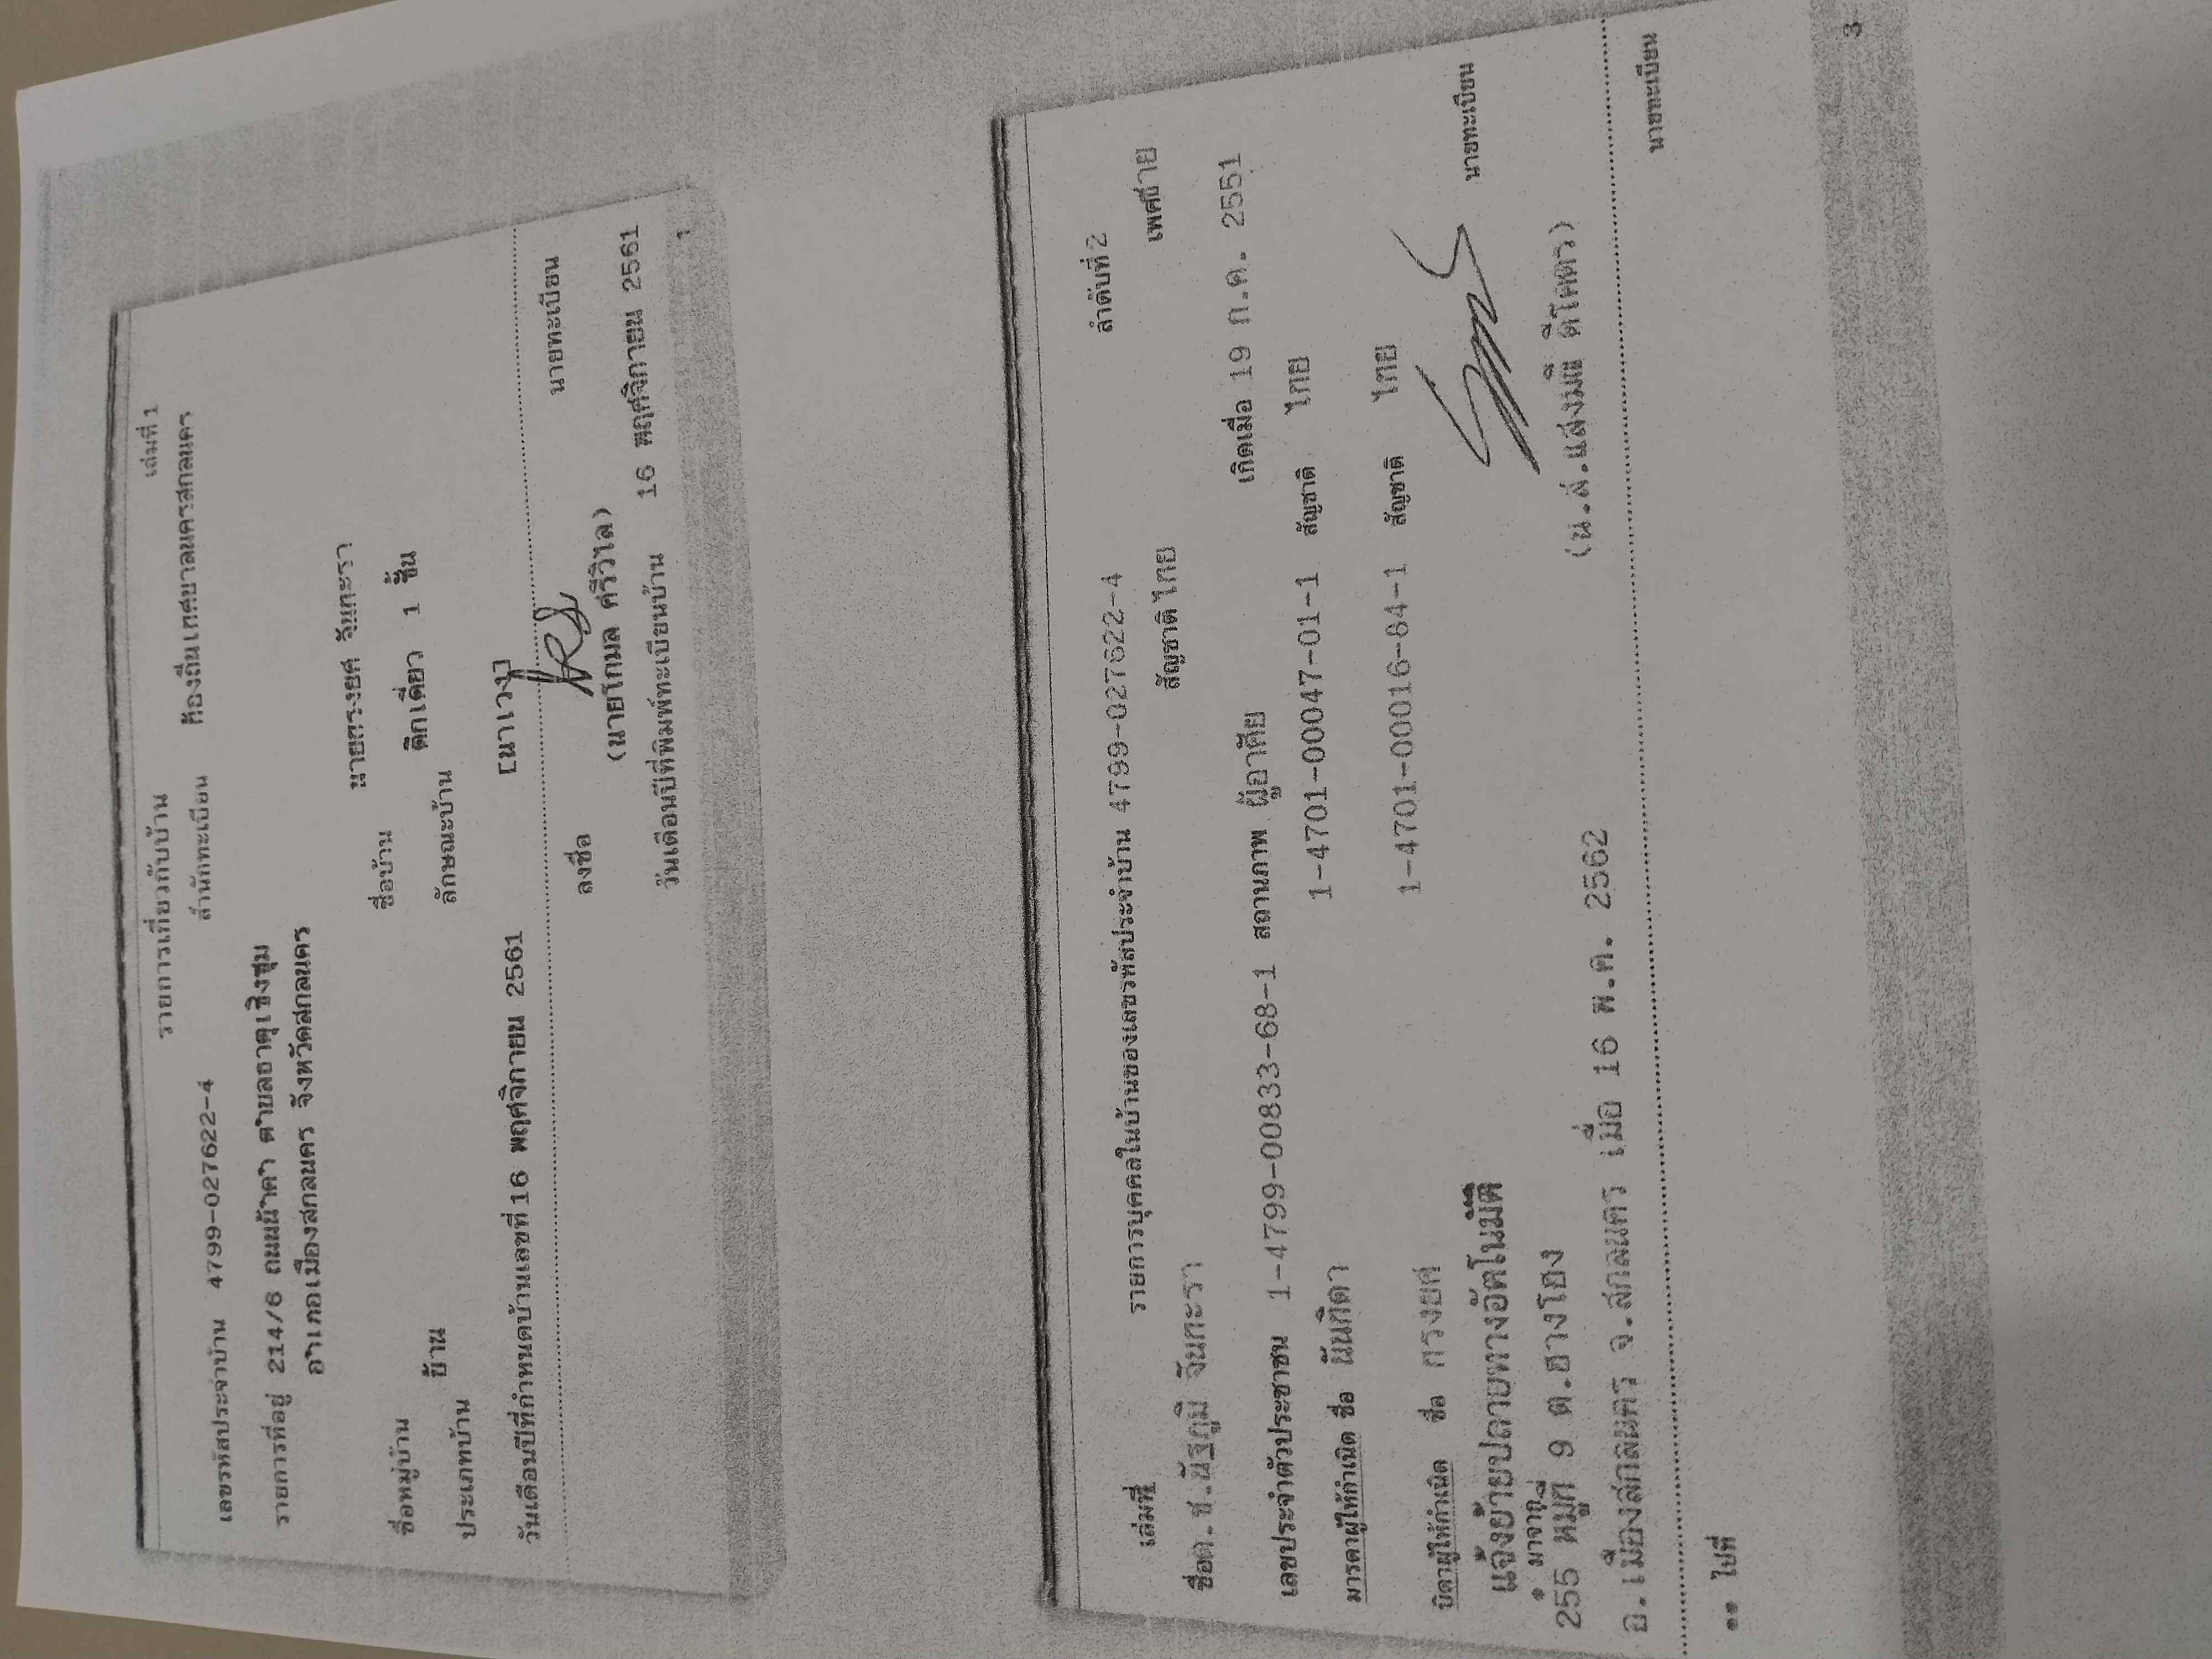 เล่มที่ 1
รายการเกี่ยวกับบ้าน
เลขรหัสประจำบ้าน 4799-027622-4 สำนักทะเบียน ท้องถิ่นเทศบาลนครสกลนคร
รายการที่อยู่ 214/6 ถนนน้าคำ ตำบลธาตุเชิงชุม
อำเภอเมืองสกลนคร จังหวัดสกลนคร
ชื่อหมู่บ้าน ชื่อบ้าน นายทรงยศ จันทะรา
ประเภทบ้าน บ้าน ลักษณะบ้าน ตึกเดี่ยว 1 ชั้น
วันเดือนปีที่กำหนดบ้านเลขที่ 16 พฤศจิกายน 2561 [นาเวง]
ลงชื่อ นายทะเบียน
(นายโกมล ศรีวิไล)
วันเดือนปีที่พิมพ์ทะเบียนบ้าน 16 พฤศจิกายน 2561
1
เล่มที่ รายการบุคคลในบ้านของเลขรหัสประจำบ้าน 4799-027622-4 ลำดับที่ 2
ชื่อ ด.ช.ณัฐภูมิ จันทะรา สัญชาติ ไทย เพศ ชาย
เลขประจำตัวประชาชน 1-4799-00833-68-1 สถานภาพ ผู้อาศัย เกิดเมื่อ 19 ก.ค. 2551
มารดาผู้ให้กำเนิด ชื่อ นันทิดา 1-4701-00047-01-1 สัญชาติ ไทย
บิดาผู้ให้กำเนิด ชื่อ ทรงยศ 1-4701-00016-64-1 สัญชาติ ไทย
แจ้งย้ายปลายทางอัตโนมัติ
* มาจาก
255 หมู่ที่ 9 ต.ฮางโฮง นายทะเบียน
อ.เมืองสกลนคร จ.สกลนคร เมื่อ 16 พ.ค. 2562 (น.ส.แสงมณี ดีโคตร)
** ไปที่ นายทะเบียน
3